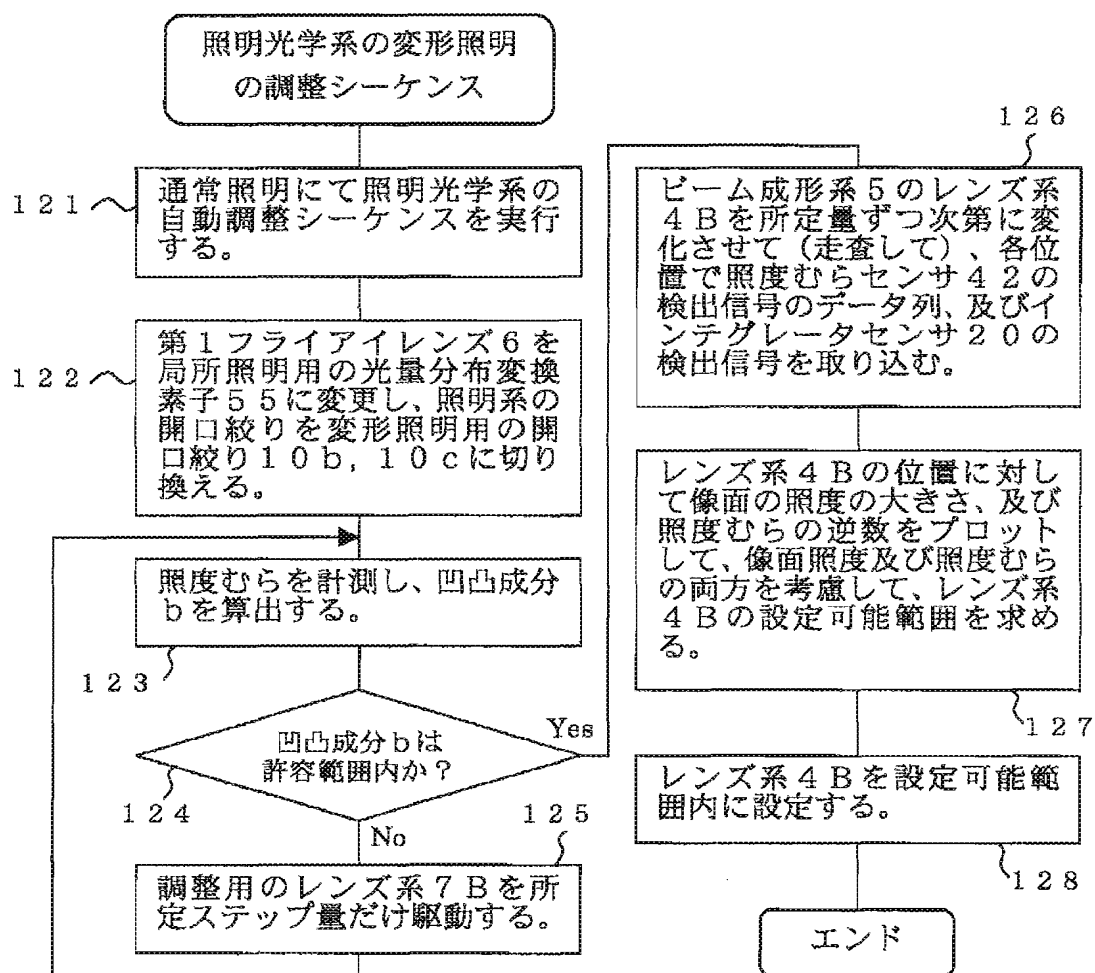 照明光学系の変形照明
の調整シーケンス
121
通常照明にて照明光学系の
自動調整シーケンスを実行
する。
122
第1フライアイレンズ6を
局所照明用の光量分布変換
素子55に変更し、照明系の
開口絞りを変形照明用の開
口絞り10b,10cに切り
換える。
照度むらを計測し、凹凸成分
bを算出する。
123
凹凸成分bは
許容範囲内か?
Yes
124
No
125
調整用のレンズ系7Bを所
定ステップ量だけ駆動する。
126
ビーム成形系5のレンズ系
4Bを所定量ずつ次第に変
化させて(走査して)、各位
置で照度むらセンサ42の
検出信号のデータ列、及びイ
ンテグレータセンサ20の
検出信号を取り込む。
レンズ系4Bの位置に対し
て像面の照度の大きさ、及び
照度むらの逆数をプロット
して、像面照度及び照度むら
の両方を考慮して、レンズ系
4Bの設定可能範囲を求め
る。
127
レンズ系4Bを設定可能範
囲内に設定する。
128
エンド